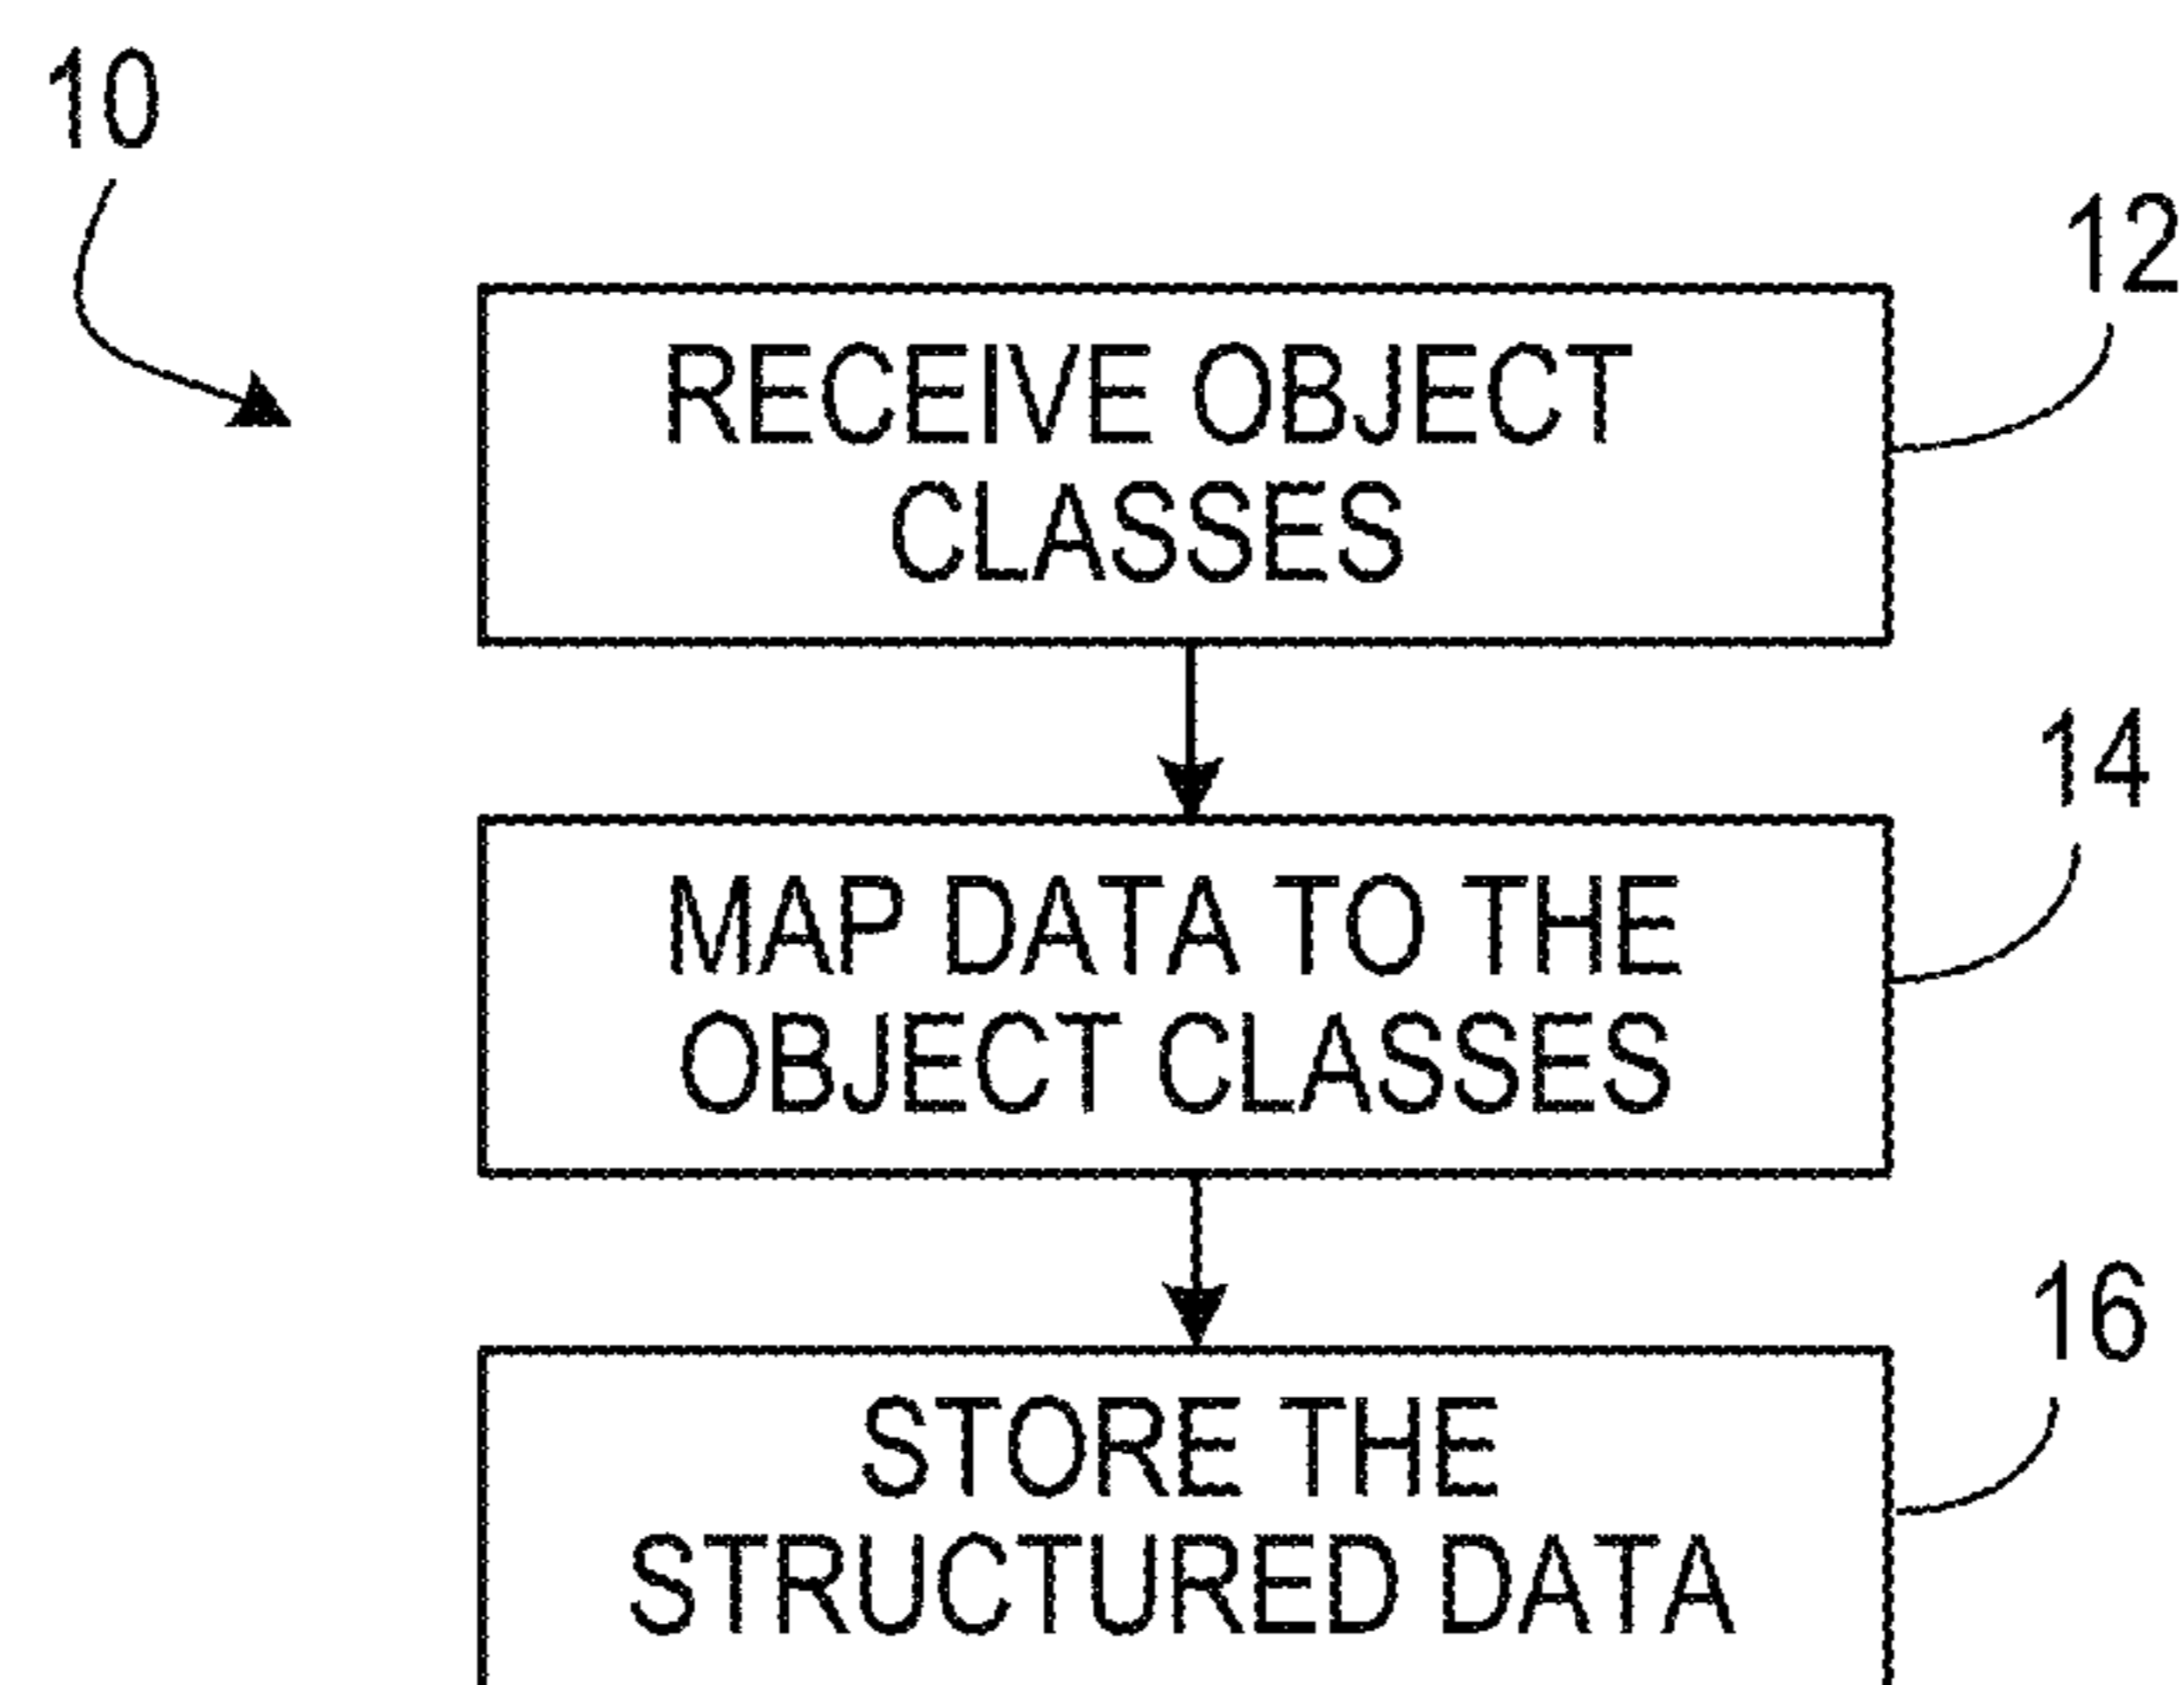 10
12
RECEIVE OBJECT
CLASSES
14
MAP DATA TO THE
OBJECT CLASSES
16
STORE THE
STRUCTURED DATA